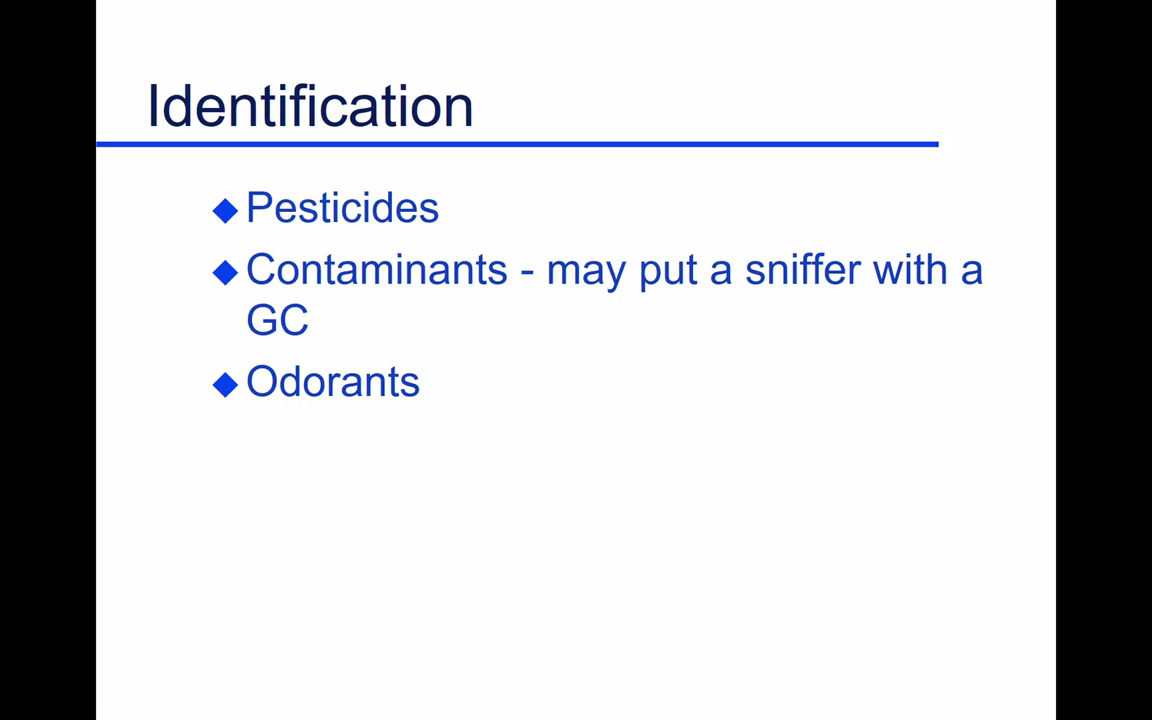 Identification
Pesticides
Contaminants - may put a sniffer with a
GC
Odorants